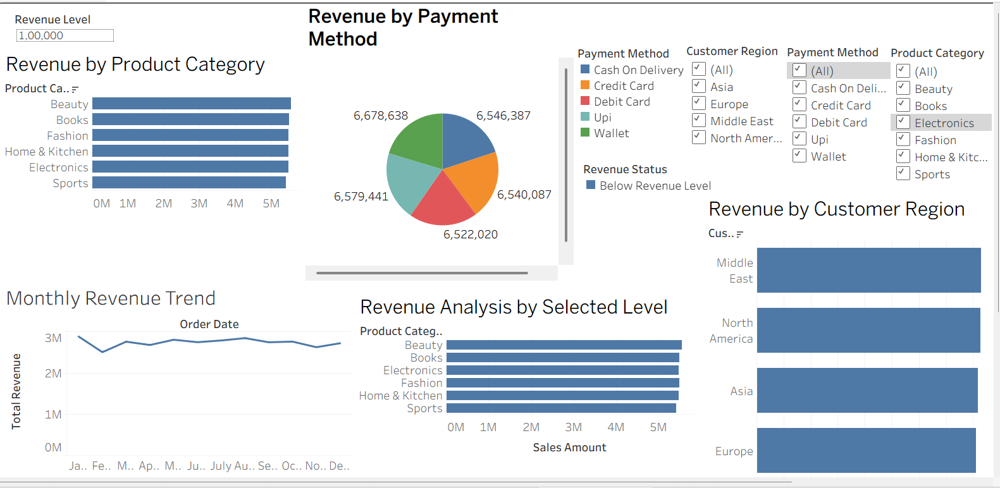 Revenue Level
1,00,000
Revenue by Product Category
Product Ca..
Beauty
Books
Fashion
Home & Kitchen
Electronics
Sports
0M 1M 2M 3M 4M 5M
Revenue by Payment
Method
6,678,638
6,546,387
6,579,441
6,540,087
6,522,020
Payment Method
Cash On Delivery
Credit Card
Debit Card
Upi
Wallet
Customer Region
(All)
Asia
Europe
Middle East
North Amer...
Payment Method
(All)
Cash On Deli...
Credit Card
Debit Card
Upi
Wallet
Product Category
(All)
Beauty
Books
Electronics
Fashion
Home & Kitc...
Sports
Revenue Status
Below Revenue Level
Revenue by Customer Region
Cus..
Middle
East
North
America
Asia
Europe
Monthly Revenue Trend
Order Date
Total Revenue
3M
2M
1M
0M
Ja.. Fe.. M.. Ap.. M.. Ju.. July Au.. Se.. Oc.. No.. De..
Revenue Analysis by Selected Level
Product Categ..
Beauty
Books
Electronics
Fashion
Home & Kitchen
Sports
0M 1M 2M 3M 4M 5M
Sales Amount